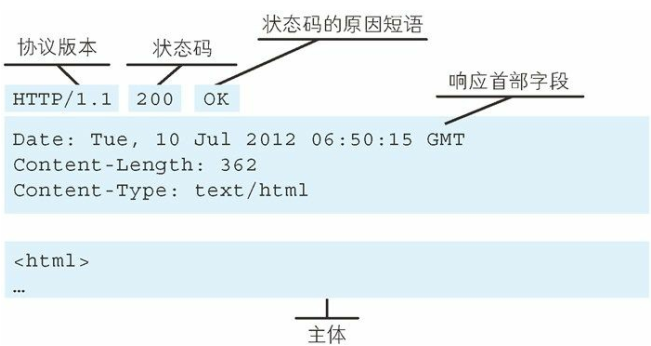 状态码的原因短语
协议版本 状态码
响应首部字段
HTTP/1.1 200 OK
Date: Tue, 10 Jul 2012 06:50:15 GMT
Content-Length: 362
Content-Type: text/html
<html>
…
主体